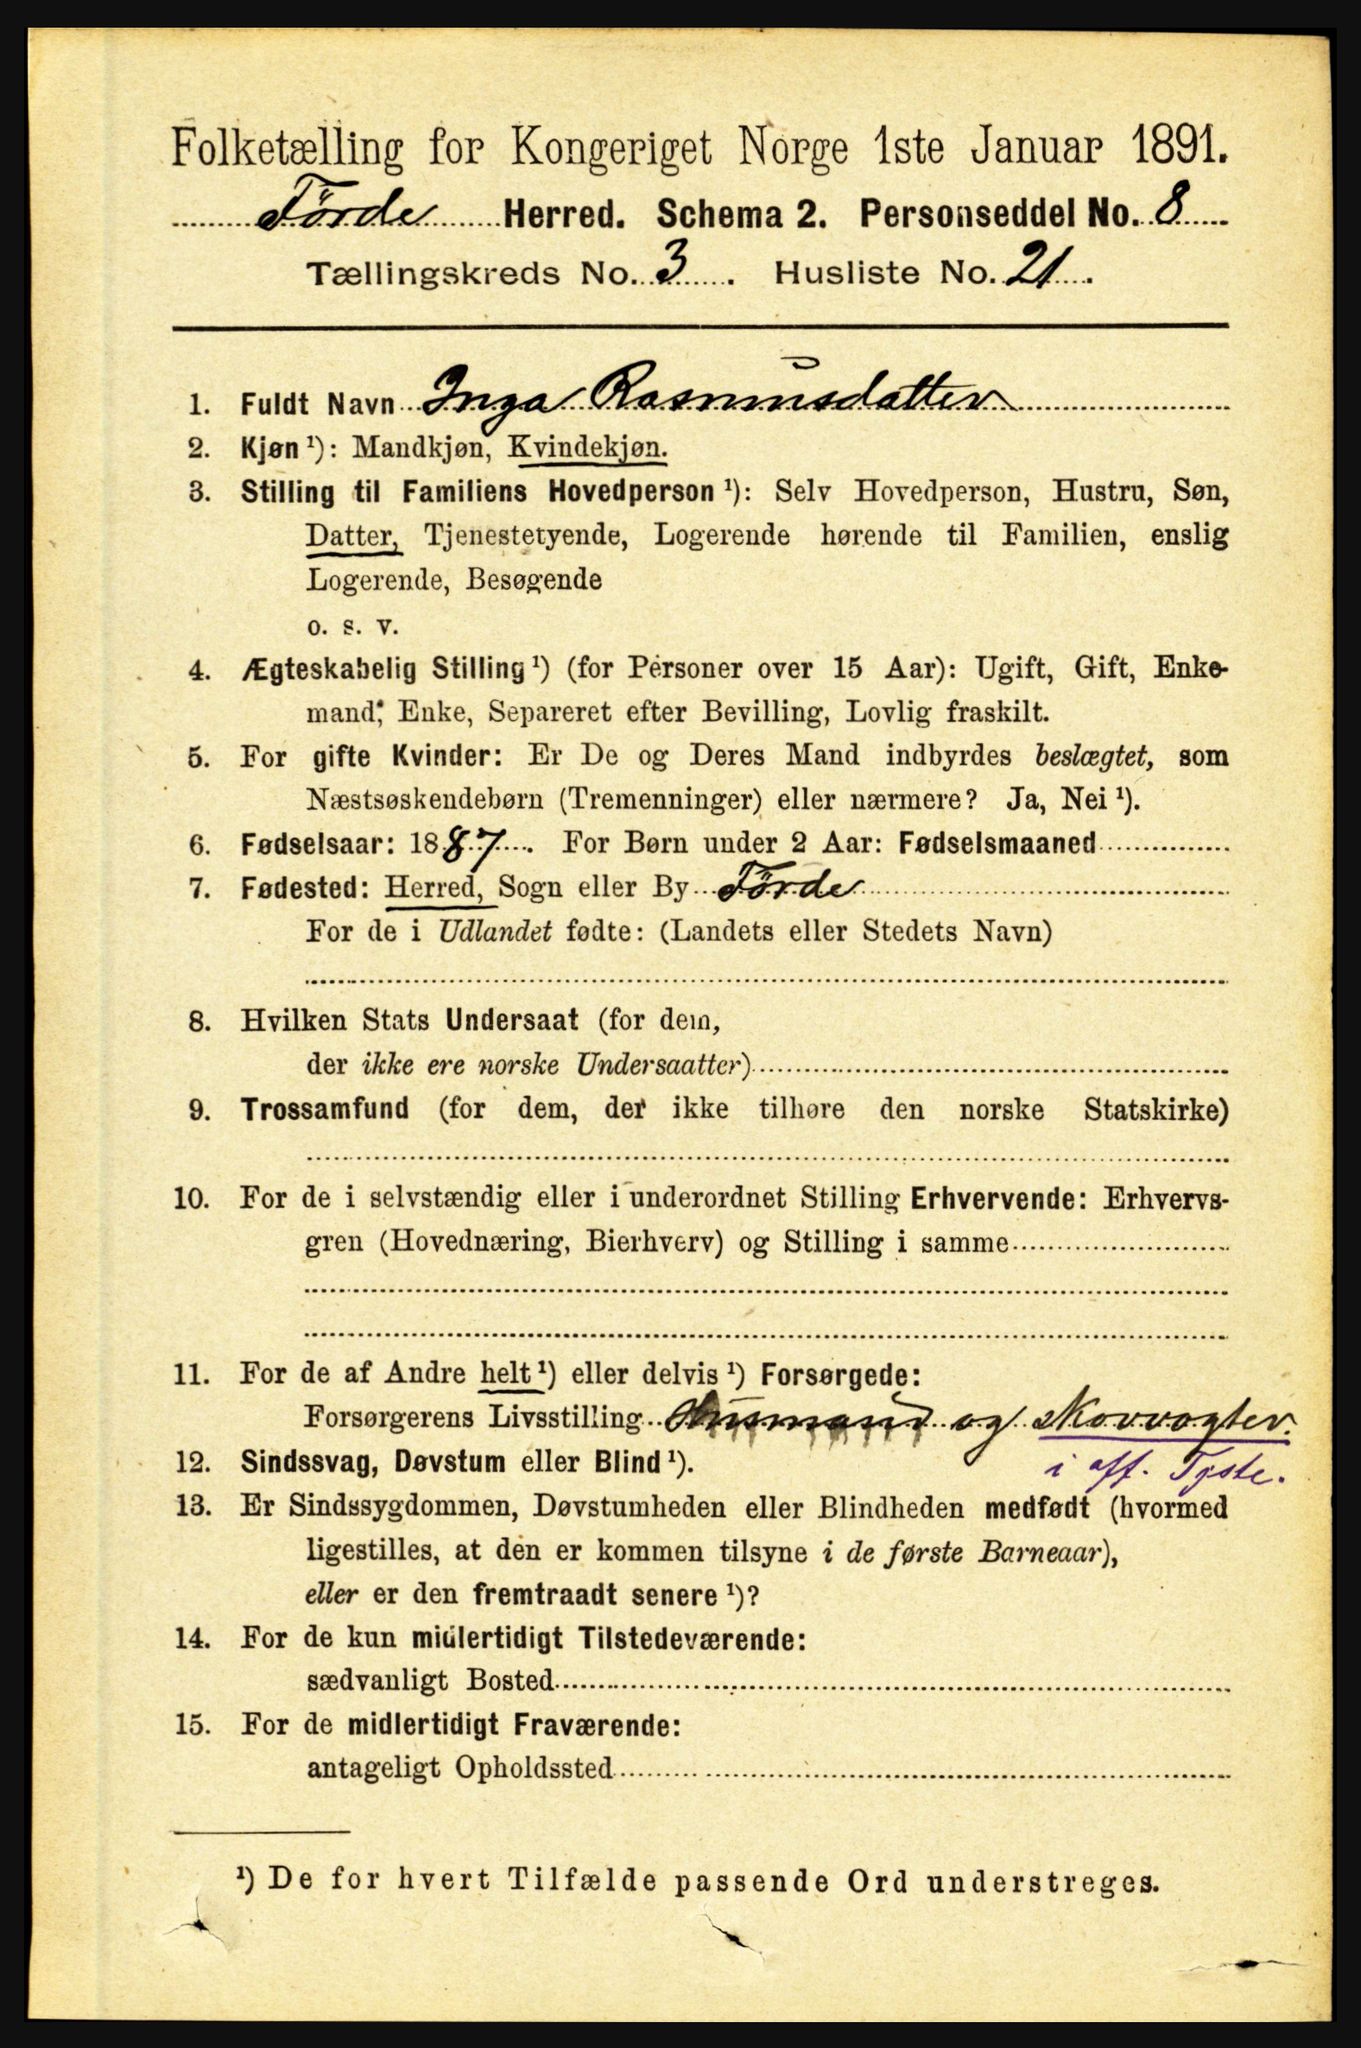 Folketælling for Kongeriget Norge 1ste Januar 1891.
Førde Herred. Schema 2. Personseddel No. 8
Tællingskreds No. 3. Husliste No. 21.
1. Fuldt Navn Inga Rasmusdatter
2. Kjøn ¹): Mandkjøn, Kvindekjøn.
3. Stilling til Familiens Hovedperson ¹): Selv Hovedperson, Hustru, Søn,
Datter, Tjenestetyende, Logerende hørende til Familien, enslig
Logerende, Besøgende
o. s. v.
4. Ægteskabelig Stilling ¹) (for Personer over 15 Aar): Ugift, Gift, Enke-
mand, Enke, Separeret efter Bevilling, Lovlig fraskilt.
5. For gifte Kvinder: Er De og Deres Mand indbyrdes beslægtet, som
Næstsøskendebørn (Tremenninger) eller nærmere? Ja, Nei ¹).
6. Fødselsaar: 1887. For Børn under 2 Aar: Fødselsmaaned
7. Fødested: Herred, Sogn eller By Førde
For de i Udlandet fødte: (Landets eller Stedets Navn)
8. Hvilken Stats Undersaat (for dem,
der ikke ere norske Undersaatter)
9. Trossamfund (for dem, der ikke tilhøre den norske Statskirke)
10. For de i selvstændig eller i underordnet Stilling Erhvervende: Erhvervs-
gren (Hovednæring, Bierhverv) og Stilling i samme
11. For de af Andre helt ¹) eller delvis ¹) Forsørgede:
Forsørgerens Livsstilling Husmand og skovvogter.
i off. Tjste.
12. Sindssvag, Døvstum eller Blind ¹).
13. Er Sindssygdommen, Døvstumheden eller Blindheden medfødt (hvormed
ligestilles, at den er kommen tilsyne i de første Barneaar),
eller er den fremtraadt senere ¹)?
14. For de kun midlertidigt Tilstedeværende:
sædvanligt Bosted
15. For de midlertidigt Fraværende:
antageligt Opholdssted
¹) De for hvert Tilfælde passende Ord understreges.